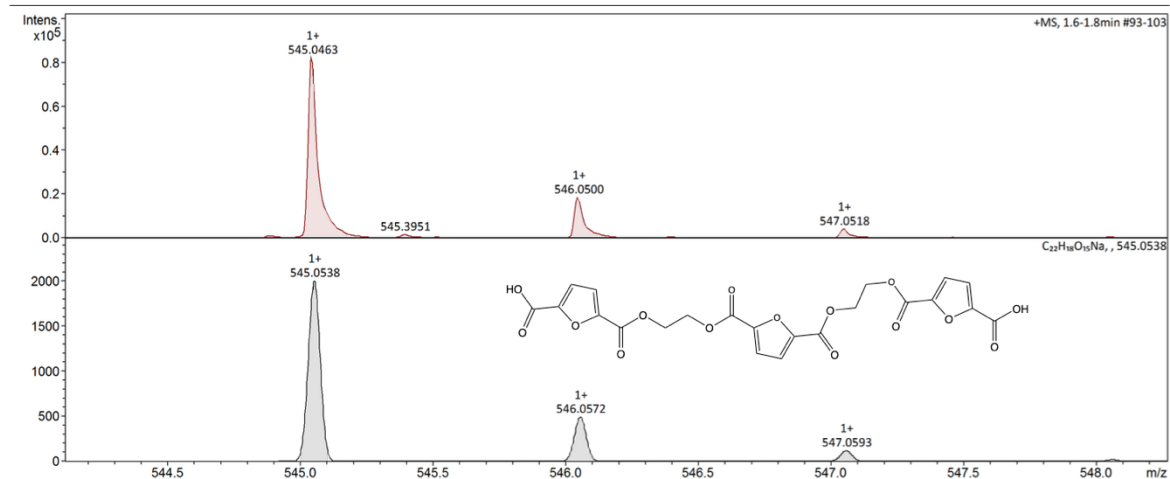 Intens.
x10⁵
+MS, 1.6-1.8min #93-103
1+
545.0463
0.8
0.6
0.4
1+
546.0500
0.2
1+
547.0518
545.3951
0.0
C₂₂H₁₈O₁₅Na, , 545.0538
1+
545.0538
2000
HO
O
O
O
O
O
O
O
O
O
O
O
O
O
OH
O
1500
1000
1+
546.0572
500
1+
547.0593
0
544.5
545.0
545.5
546.0
546.5
547.0
547.5
548.0
m/z